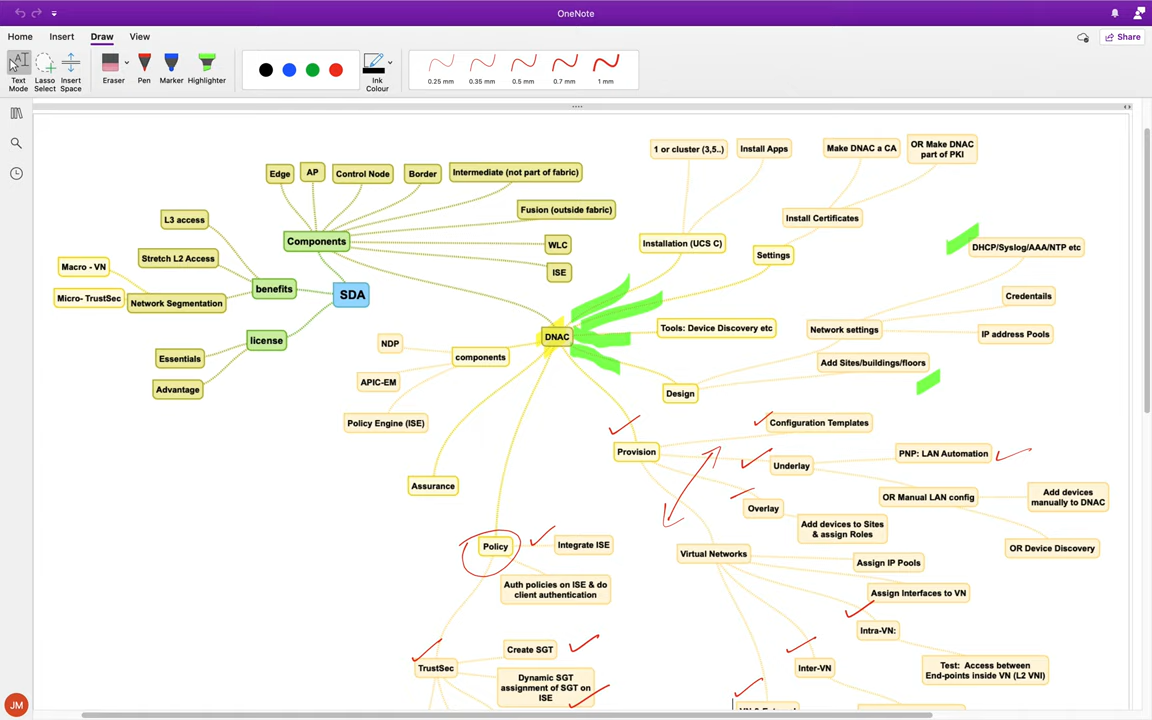 OneNote
Home
Insert
Draw
View
Share
Text
Mode
Lasso
Select
Insert
Space
Eraser
Pen
Marker
Highlighter
Ink
Colour
0.25 mm
0.35 mm
0.5 mm
0.7 mm
1 mm
Edge
AP
Control Node
Border
Intermediate (not part of fabric)
Fusion (outside fabric)
WLC
ISE
Components
L3 access
Stretch L2 Access
Macro - VN
Micro- TrustSec
Network Segmentation
benefits
SDA
license
Essentials
Advantage
DNAC
components
NDP
APIC-EM
Policy Engine (ISE)
Assurance
1 or cluster (3,5..)
Install Apps
Make DNAC a CA
OR Make DNAC
part of PKI
Install Certificates
Installation (UCS C)
Settings
DHCP/Syslog/AAA/NTP etc
Credentails
IP address Pools
Network settings
Tools: Device Discovery etc
Add Sites/buildings/floors
Design
Provision
Configuration Templates
Underlay
PNP: LAN Automation
OR Manual LAN config
Add devices
manually to DNAC
OR Device Discovery
Overlay
Add devices to Sites
& assign Roles
Virtual Networks
Assign IP Pools
Assign Interfaces to VN
Intra-VN:
Test: Access between
End-points inside VN (L2 VNI)
Inter-VN
Policy
Integrate ISE
Auth policies on ISE & do
client authentication
TrustSec
Create SGT
Dynamic SGT
assignment of SGT on
ISE
JM